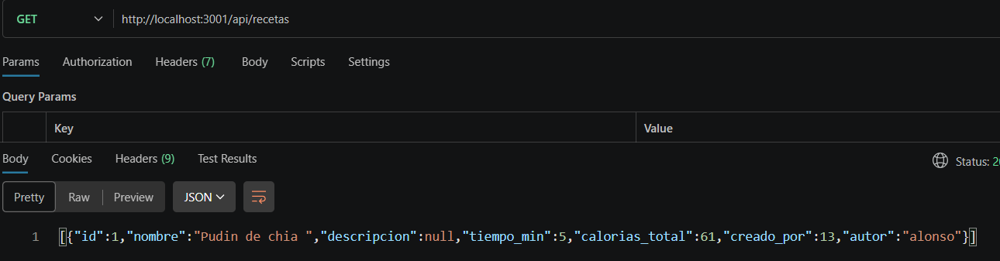 GET http://localhost:3001/api/recetas
Params Authorization Headers (7) Body Scripts Settings
Query Params
Key Value
Body Cookies Headers (9) Test Results Status: 20
Pretty Raw Preview JSON
1 [{"id":1,"nombre":"Pudin de chia ","descripcion":null,"tiempo_min":5,"calorias_total":61,"creado_por":13,"autor":"alonso"}]